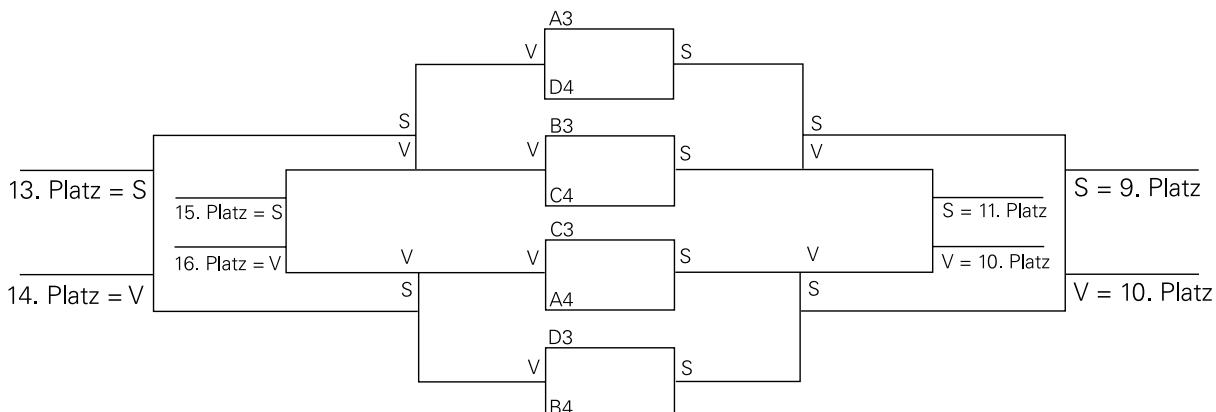 A3
V S
D4
S S
B3
V V S V
13. Platz = S S = 9. Platz
C4
15. Platz = S S = 11. Platz
C3
16. Platz = V V V S V V = 10. Platz
14. Platz = V S A4 S V = 10. Platz
D3
V S
B4